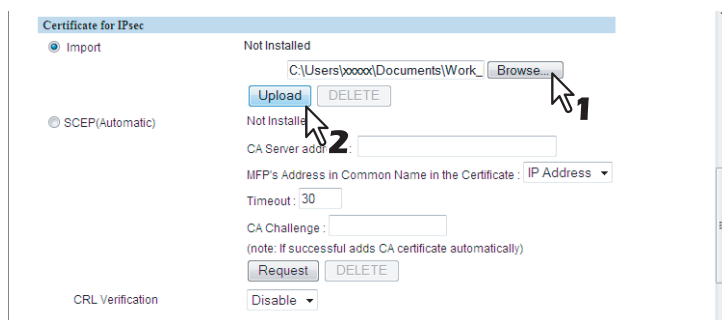 Certificate for IPsec
Import Not Installed
C:\Users\xxxxx\Documents\Work_ Browse...
1
Upload DELETE
SCEP(Automatic) Not Installe
2
CA Server addr :
MFP's Address in Common Name in the Certificate : IP Address
Timeout : 30
CA Challenge :
(note: If successful adds CA certificate automatically)
Request DELETE
CRL Verification Disable